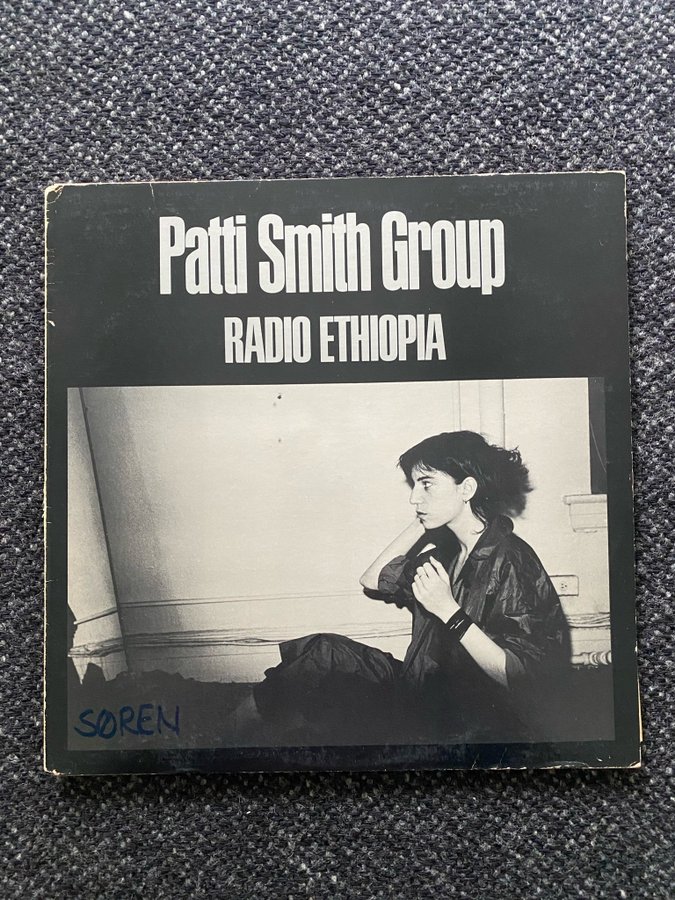 Patti Smith Group
RADIO ETHIOPIA
SØREN